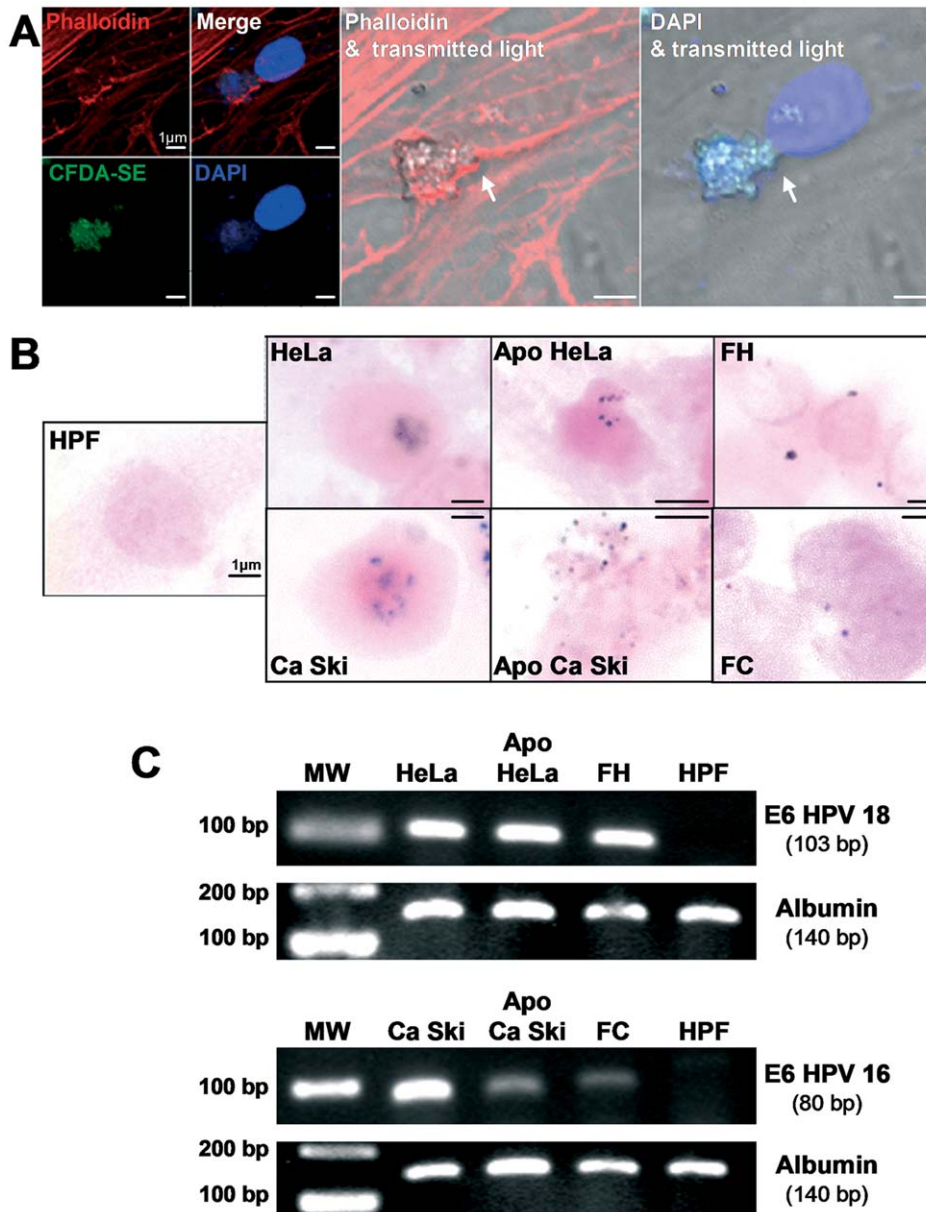 A
Phalloidin
Merge
1µm
CFDA-SE
DAPI
Phalloidin
& transmitted light
DAPI
& transmitted light
B
HPF
1µm
HeLa
Apo HeLa
FH
Ca Ski
Apo Ca Ski
FC
C
MW
HeLa
Apo
HeLa
FH
HPF
100 bp
E6 HPV 18
(103 bp)
200 bp
100 bp
Albumin
(140 bp)
MW
Ca Ski
Apo
Ca Ski
FC
HPF
100 bp
E6 HPV 16
(80 bp)
200 bp
100 bp
Albumin
(140 bp)